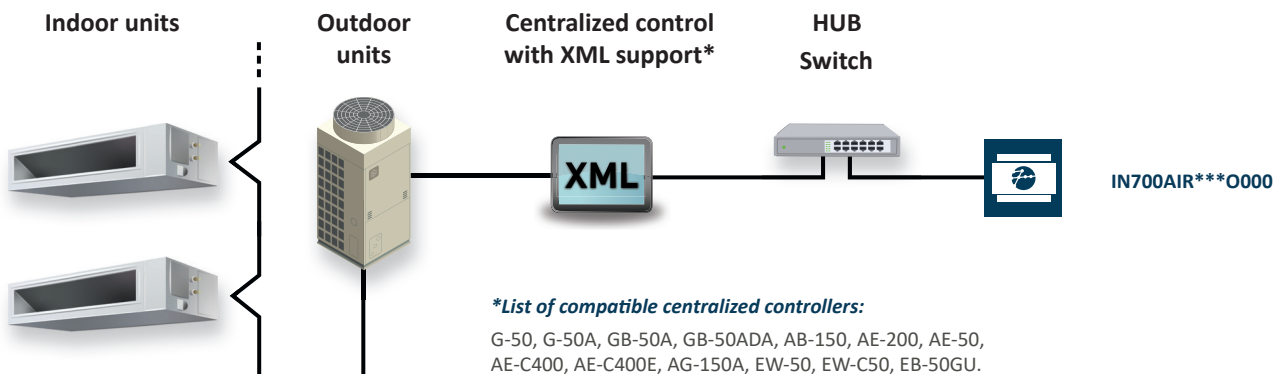 Indoor units
Outdoor
units
Centralized control
with XML support*
HUB
Switch
XML
IN700AIR***O000
*List of compatible centralized controllers:
G-50, G-50A, GB-50A, GB-50ADA, AB-150, AE-200, AE-50,
AE-C400, AE-C400E, AG-150A, EW-50, EW-C50, EB-50GU.